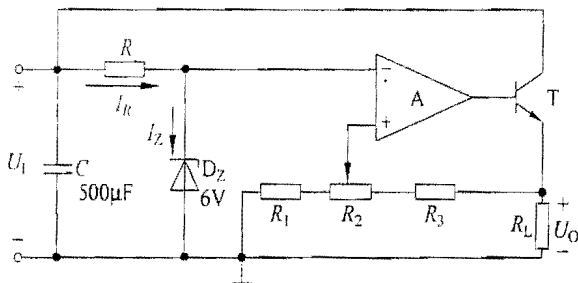 R
I_R
+
U_I
C
500μF
−
I_Z
D_Z
6V
−
+
A
T
R_1
R_2
R_3
R_L
+
U_O
−